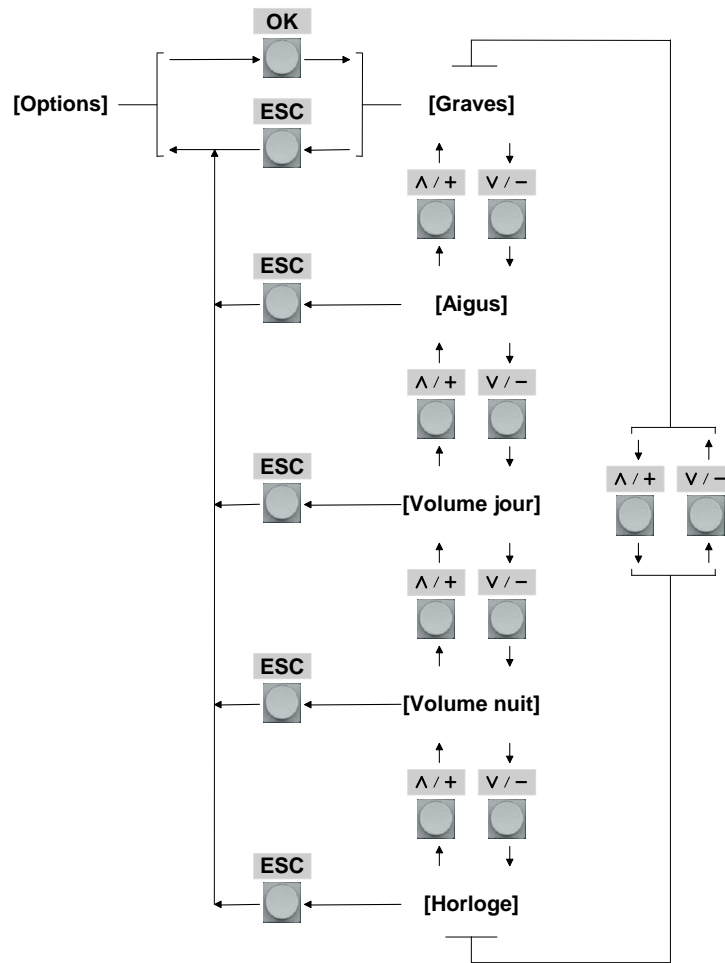 OK
[Options]
ESC
[Graves]
∧ / +
∨ / −
ESC
[Aigus]
∧ / +
∨ / −
ESC
[Volume jour]
∧ / +
∨ / −
∧ / +
∨ / −
ESC
[Volume nuit]
∧ / +
∨ / −
ESC
[Horloge]